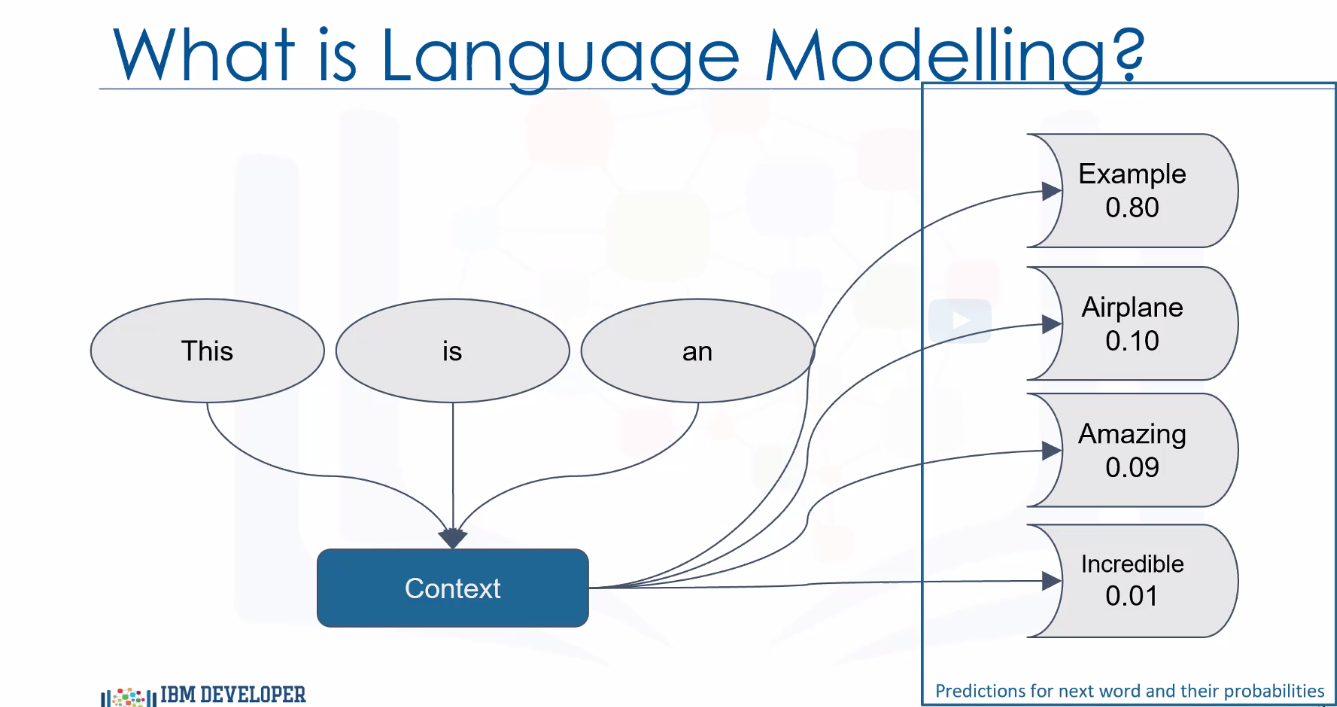 What is Language Modelling?
Example
0.80
Airplane
0.10
This
is
an
Amazing
0.09
Context
Incredible
0.01
IBM DEVELOPER
Predictions for next word and their probabilities